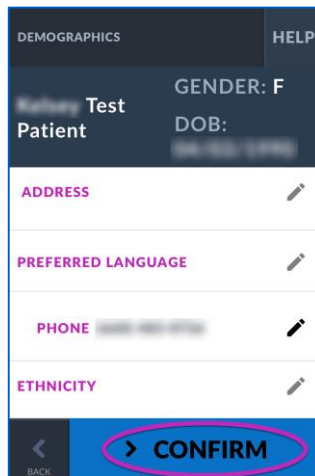 DEMOGRAPHICS
HELP
Test
Patient
GENDER: F
DOB:
ADDRESS
PREFERRED LANGUAGE
PHONE
ETHNICITY
BACK
CONFIRM